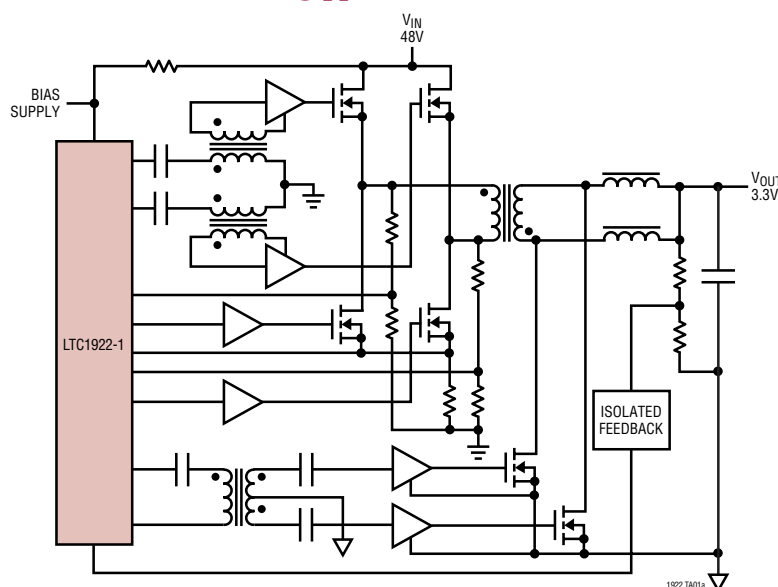 VIN
48V
BIAS
SUPPLY
VOUT
3.3V
LTC1922-1
ISOLATED
FEEDBACK
1922 TA01a